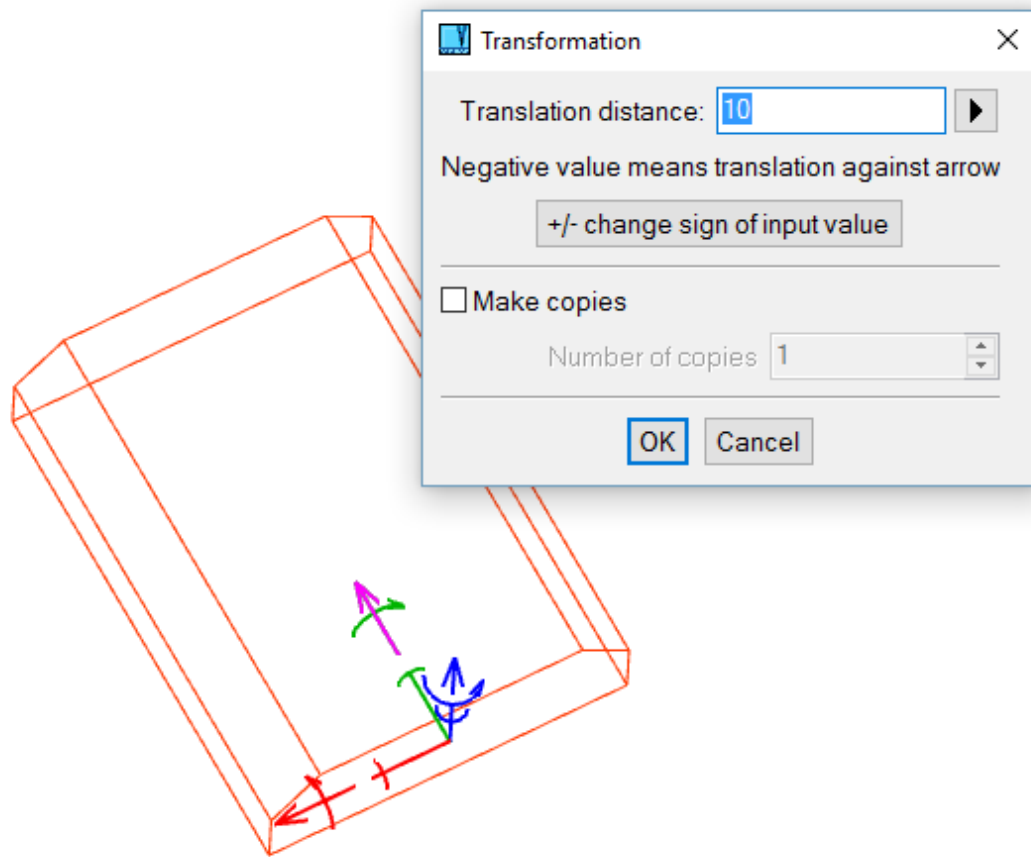 Transformation
Translation distance: 10
Negative value means translation against arrow
+/- change sign of input value
Make copies
Number of copies 1
OK Cancel